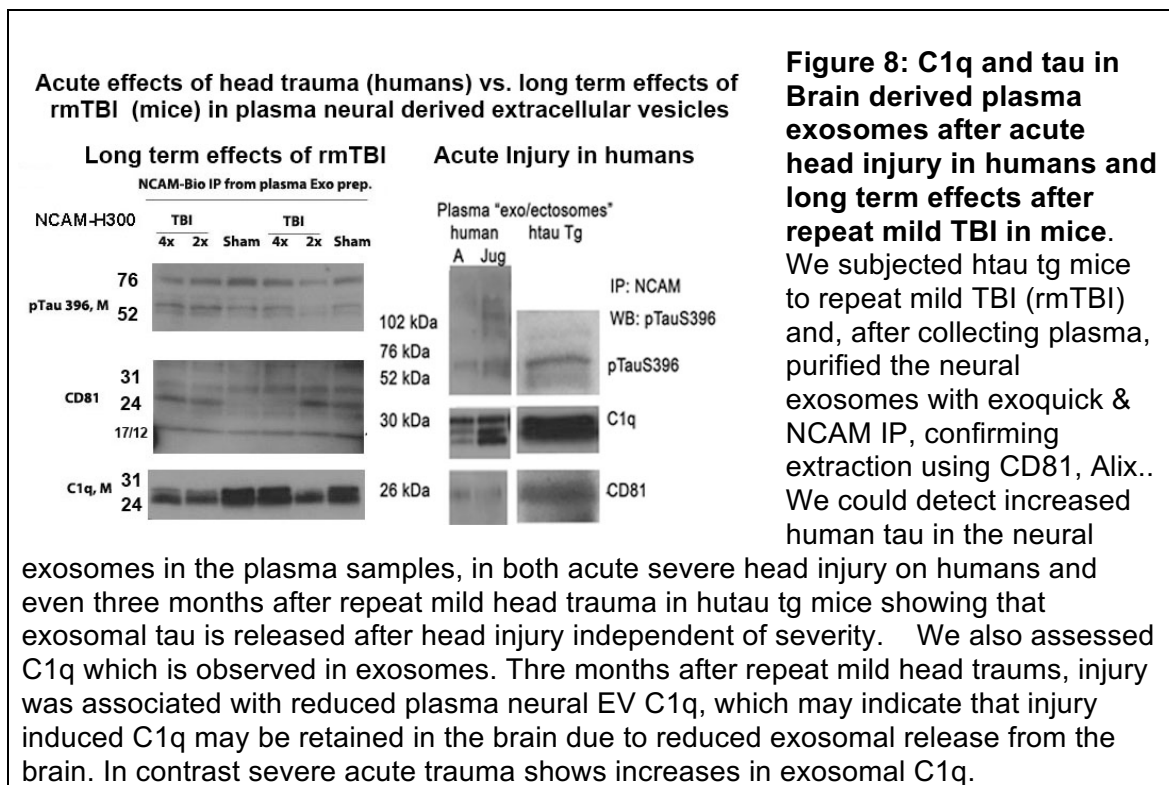 Acute effects of head trauma (humans) vs. long term effects of
rmTBI (mice) in plasma neural derived extracellular vesicles
Long term effects of rmTBI
NCAM-Bio IP from plasma Exo prep.
NCAM-H300
TBI TBI
4x 2x Sham 4x 2x Sham
76
pTau 396, M
52
31
CD81
24
17/12
31
C1q, M
24
Acute Injury in humans
Plasma "exo/ectosomes"
human htau Tg
A Jug
IP: NCAM
WB: pTauS396
102 kDa
76 kDa
pTauS396
52 kDa
30 kDa C1q
26 kDa CD81
Figure 8: C1q and tau in
Brain derived plasma
exosomes after acute
head injury in humans and
long term effects after
repeat mild TBI in mice.
We subjected htau tg mice
to repeat mild TBI (rmTBI)
and, after collecting plasma,
purified the neural
exosomes with exoquick &
NCAM IP, confirming
extraction using CD81, Alix..
We could detect increased
human tau in the neural
exosomes in the plasma samples, in both acute severe head injury on humans and
even three months after repeat mild head trauma in hutau tg mice showing that
exosomal tau is released after head injury independent of severity. We also assessed
C1q which is observed in exosomes. Thre months after repeat mild head traums, injury
was associated with reduced plasma neural EV C1q, which may indicate that injury
induced C1q may be retained in the brain due to reduced exosomal release from the
brain. In contrast severe acute trauma shows increases in exosomal C1q.